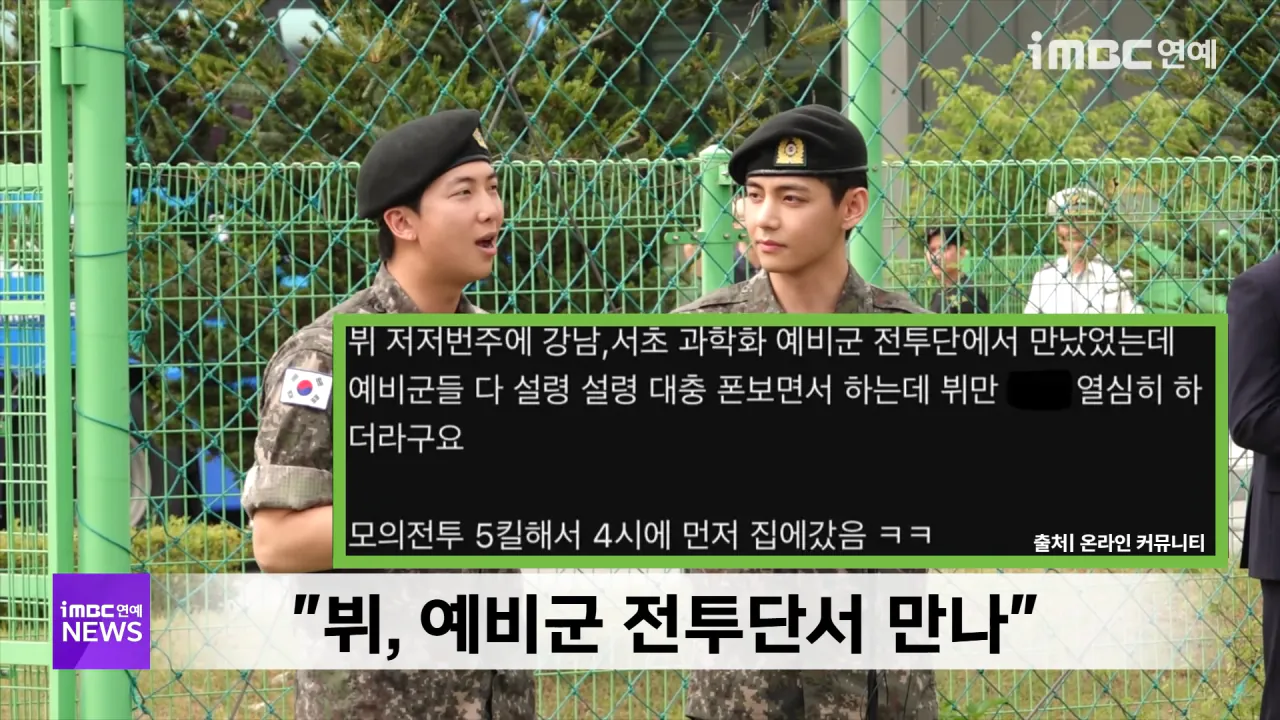 iMBC연예
뷔 저저번주에 강남,서초 과학화 예비군 전투단에서 만났었는데
예비군들 다 설령 설령 대충 폰보면서 하는데 뷔만 열심히 하
더라구요
모의전투 5킬해서 4시에 먼저 집에갔음 ㅋㅋ
출처| 온라인 커뮤니티
iMBC연예
NEWS
"뷔, 예비군 전투단서 만나"